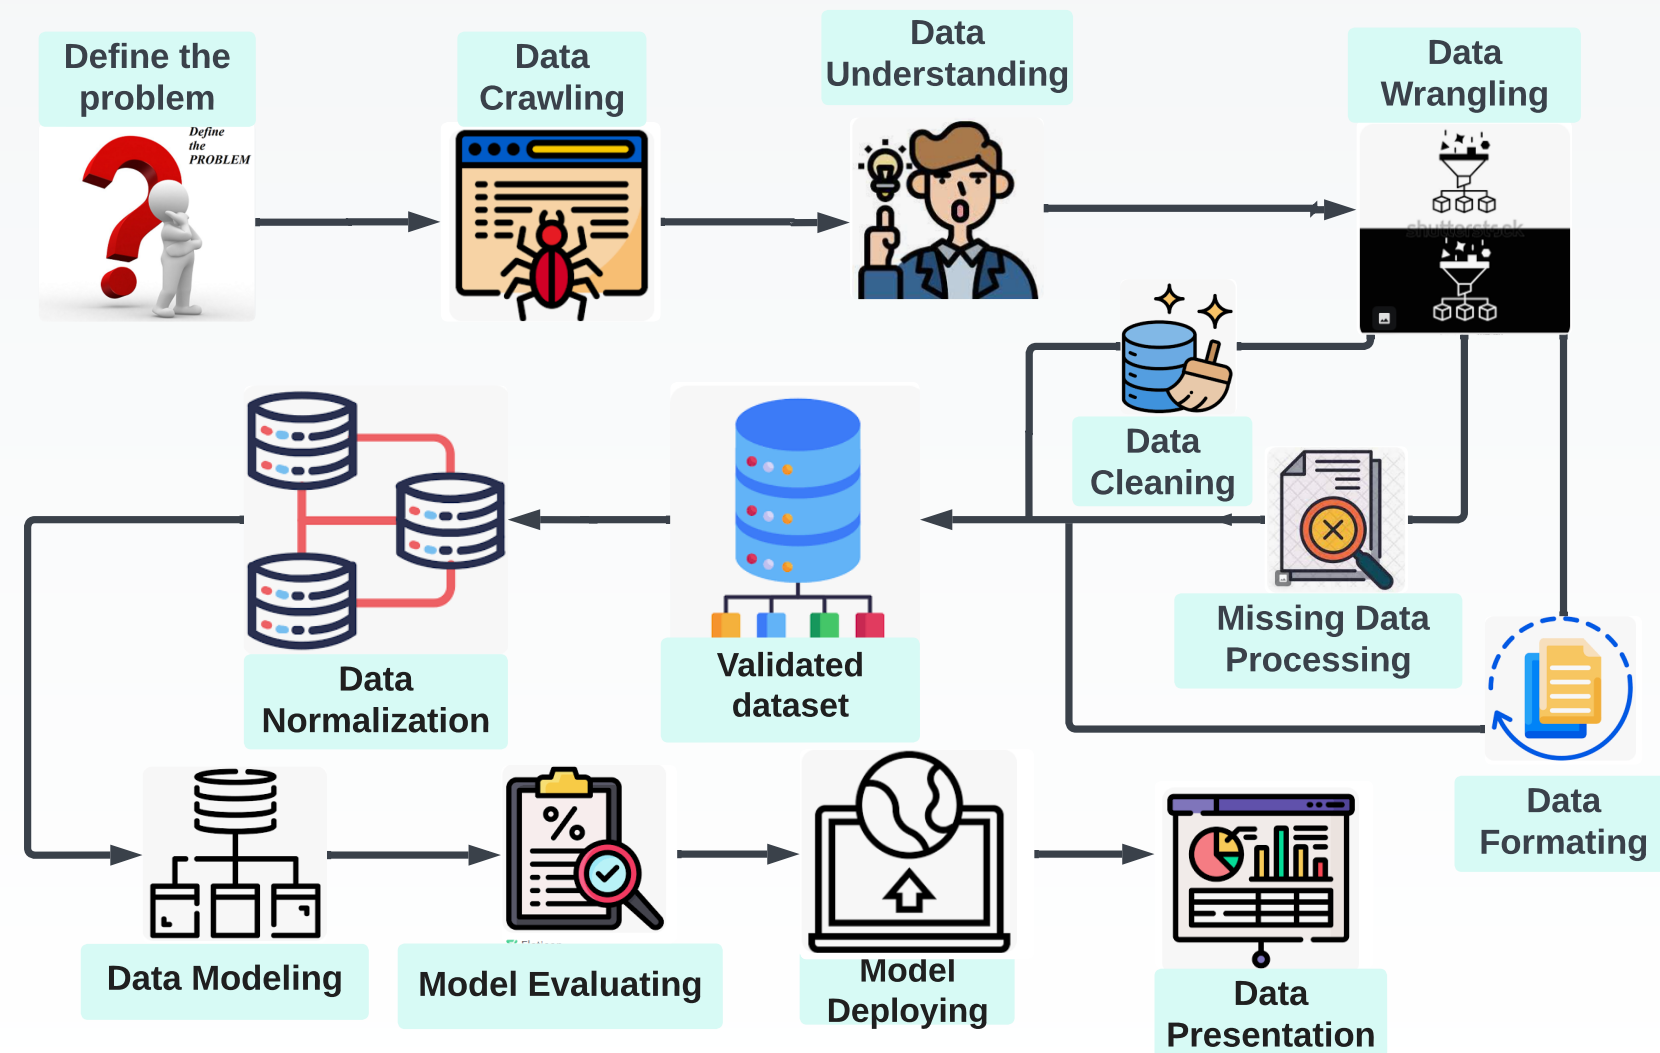 Define the
problem
Define
the
PROBLEM
Data
Crawling
Data
Understanding
Data
Wrangling
shutterstock
Data
Cleaning
Missing Data
Processing
Data
Formating
Validated
dataset
Data
Normalization
Data Modeling
Model Evaluating
Model
Deploying
Data
Presentation